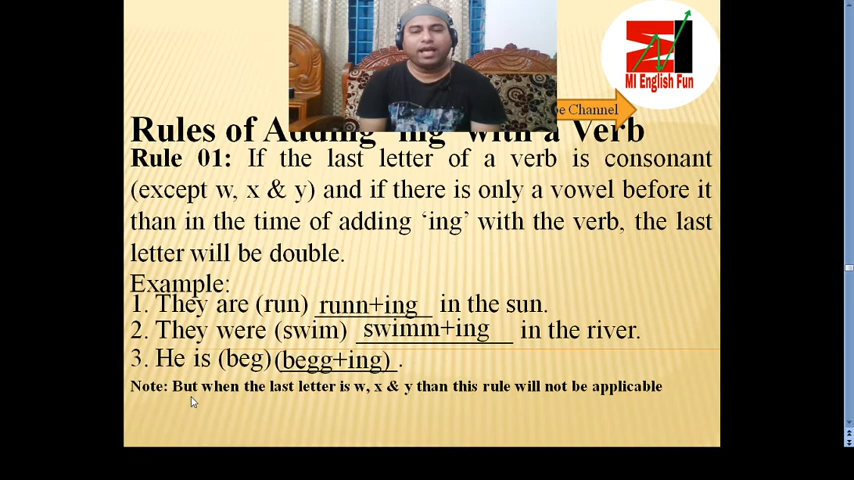 MI English Fun
e Channel
Rules of Adding 'ing' with a Verb
Rule 01: If the last letter of a verb is consonant
(except w, x & y) and if there is only a vowel before it
than in the time of adding ‘ing’ with the verb, the last
letter will be double.
Example:
1. They are (run) runn+ing in the sun.
2. They were (swim) swimm+ing in the river.
3. He is (beg)(begg+ing).
Note: But when the last letter is w, x & y than this rule will not be applicable